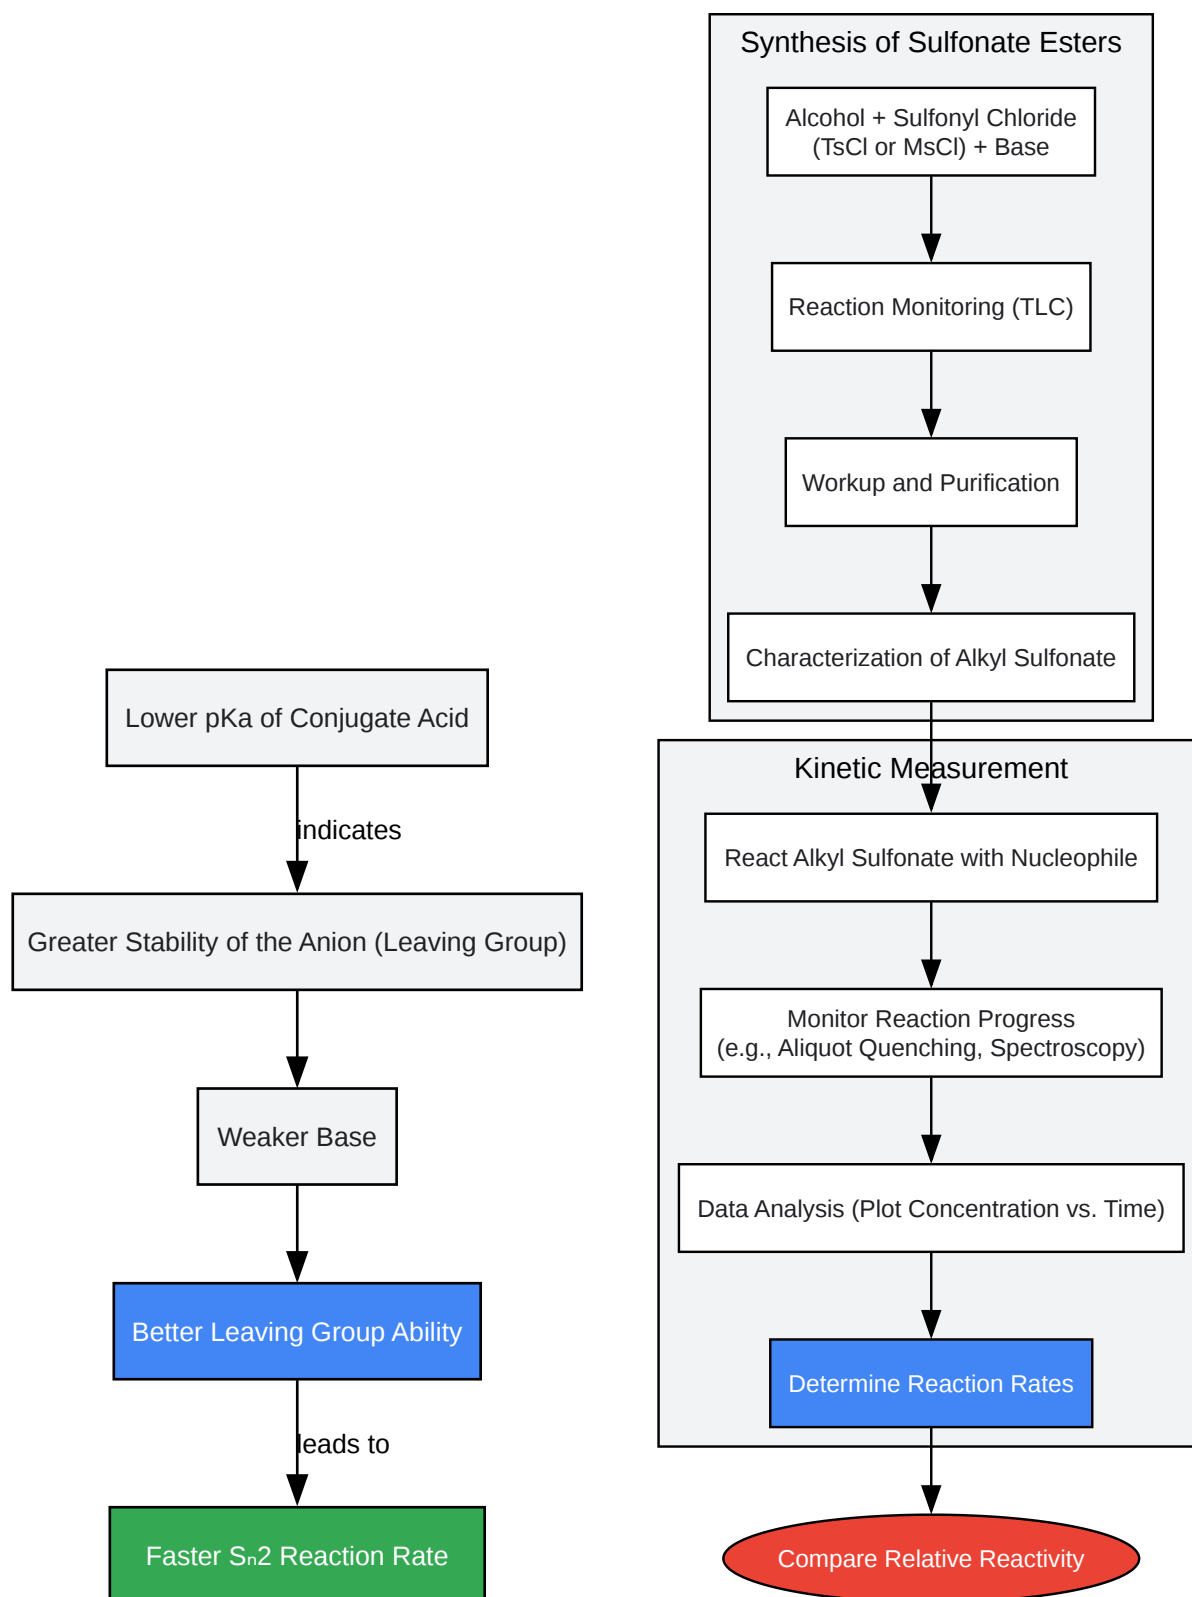 Synthesis of Sulfonate Esters
Alcohol + Sulfonyl Chloride
(TsCl or MsCl) + Base
Reaction Monitoring (TLC)
Workup and Purification
Characterization of Alkyl Sulfonate
Kinetic Measurement
React Alkyl Sulfonate with Nucleophile
Monitor Reaction Progress
(e.g., Aliquot Quenching, Spectroscopy)
Data Analysis (Plot Concentration vs. Time)
Determine Reaction Rates
Compare Relative Reactivity
Lower pKa of Conjugate Acid
indicates
Greater Stability of the Anion (Leaving Group)
Weaker Base
Better Leaving Group Ability
leads to
Faster Sₙ2 Reaction Rate